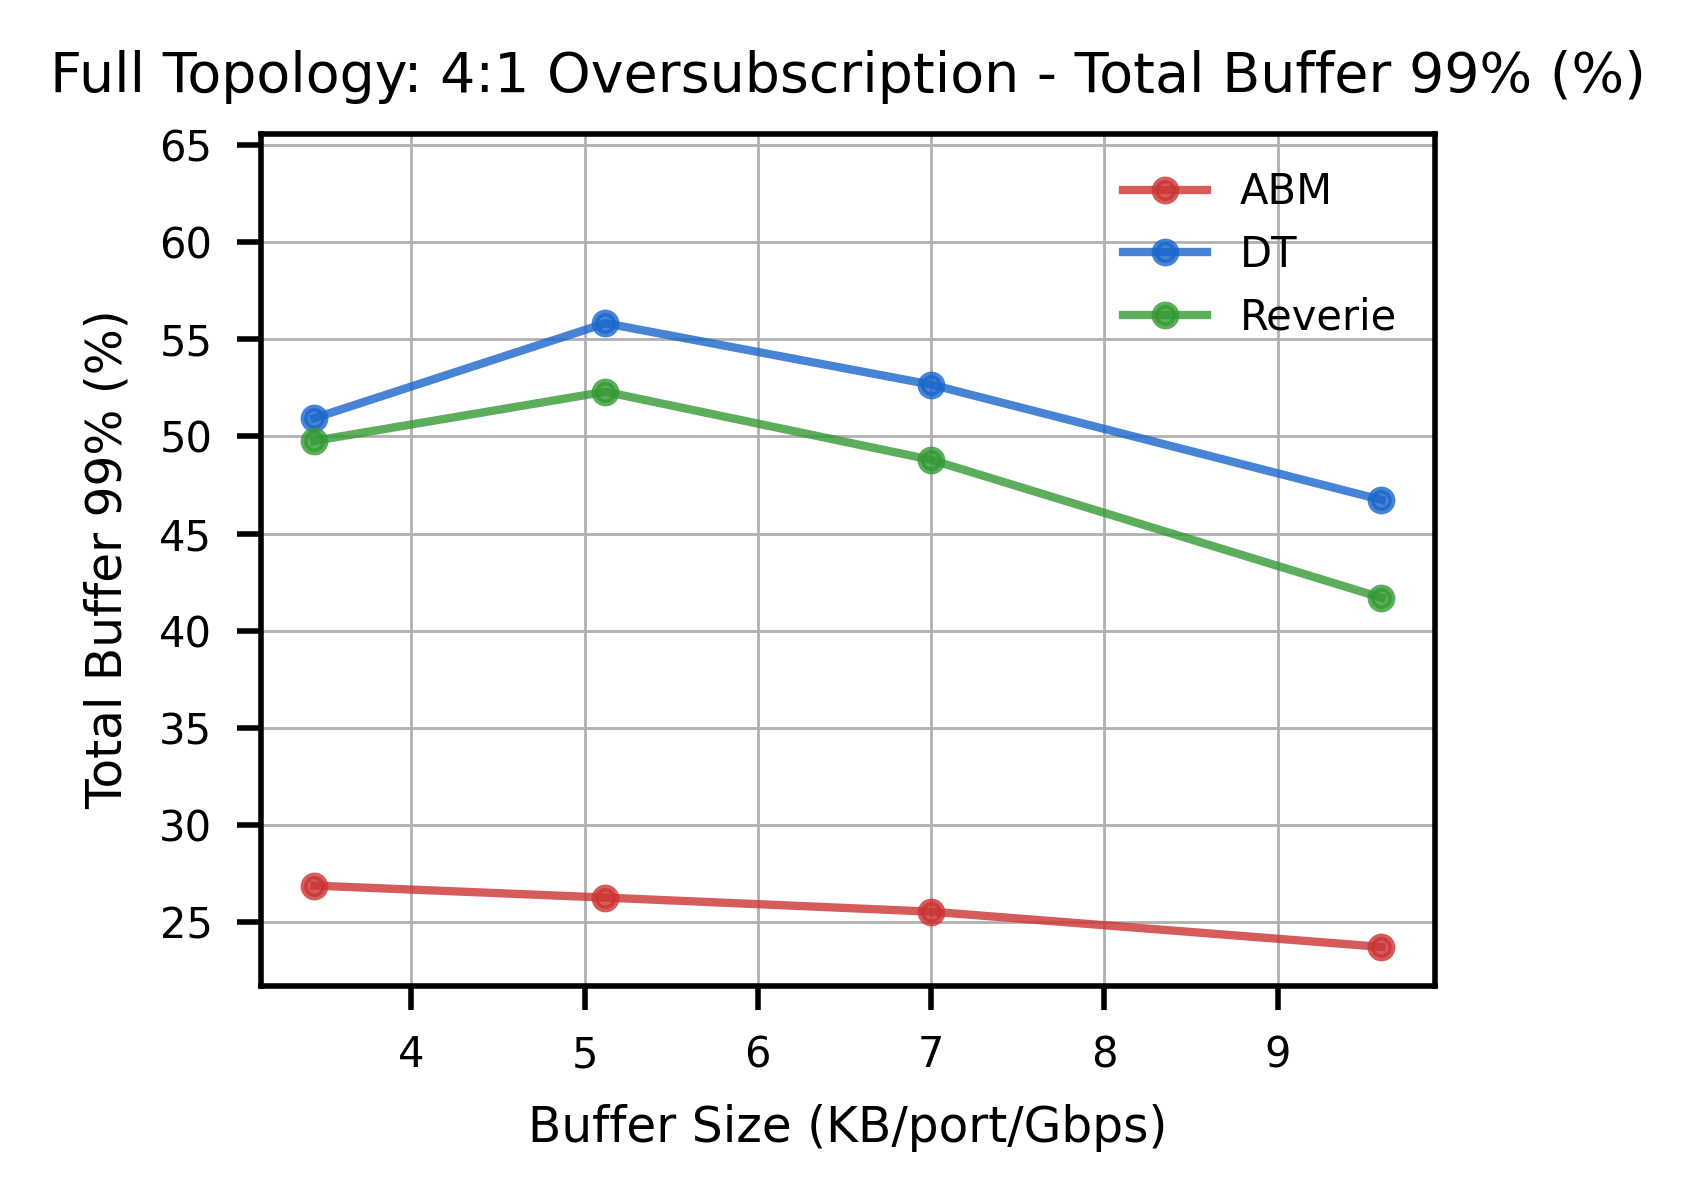 Full Topology: 4:1 Oversubscription - Total Buffer 99% (%)
65
60
55
50
45
40
35
30
25
Total Buffer 99% (%)
ABM
DT
Reverie
4 5 6 7 8 9
Buffer Size (KB/port/Gbps)